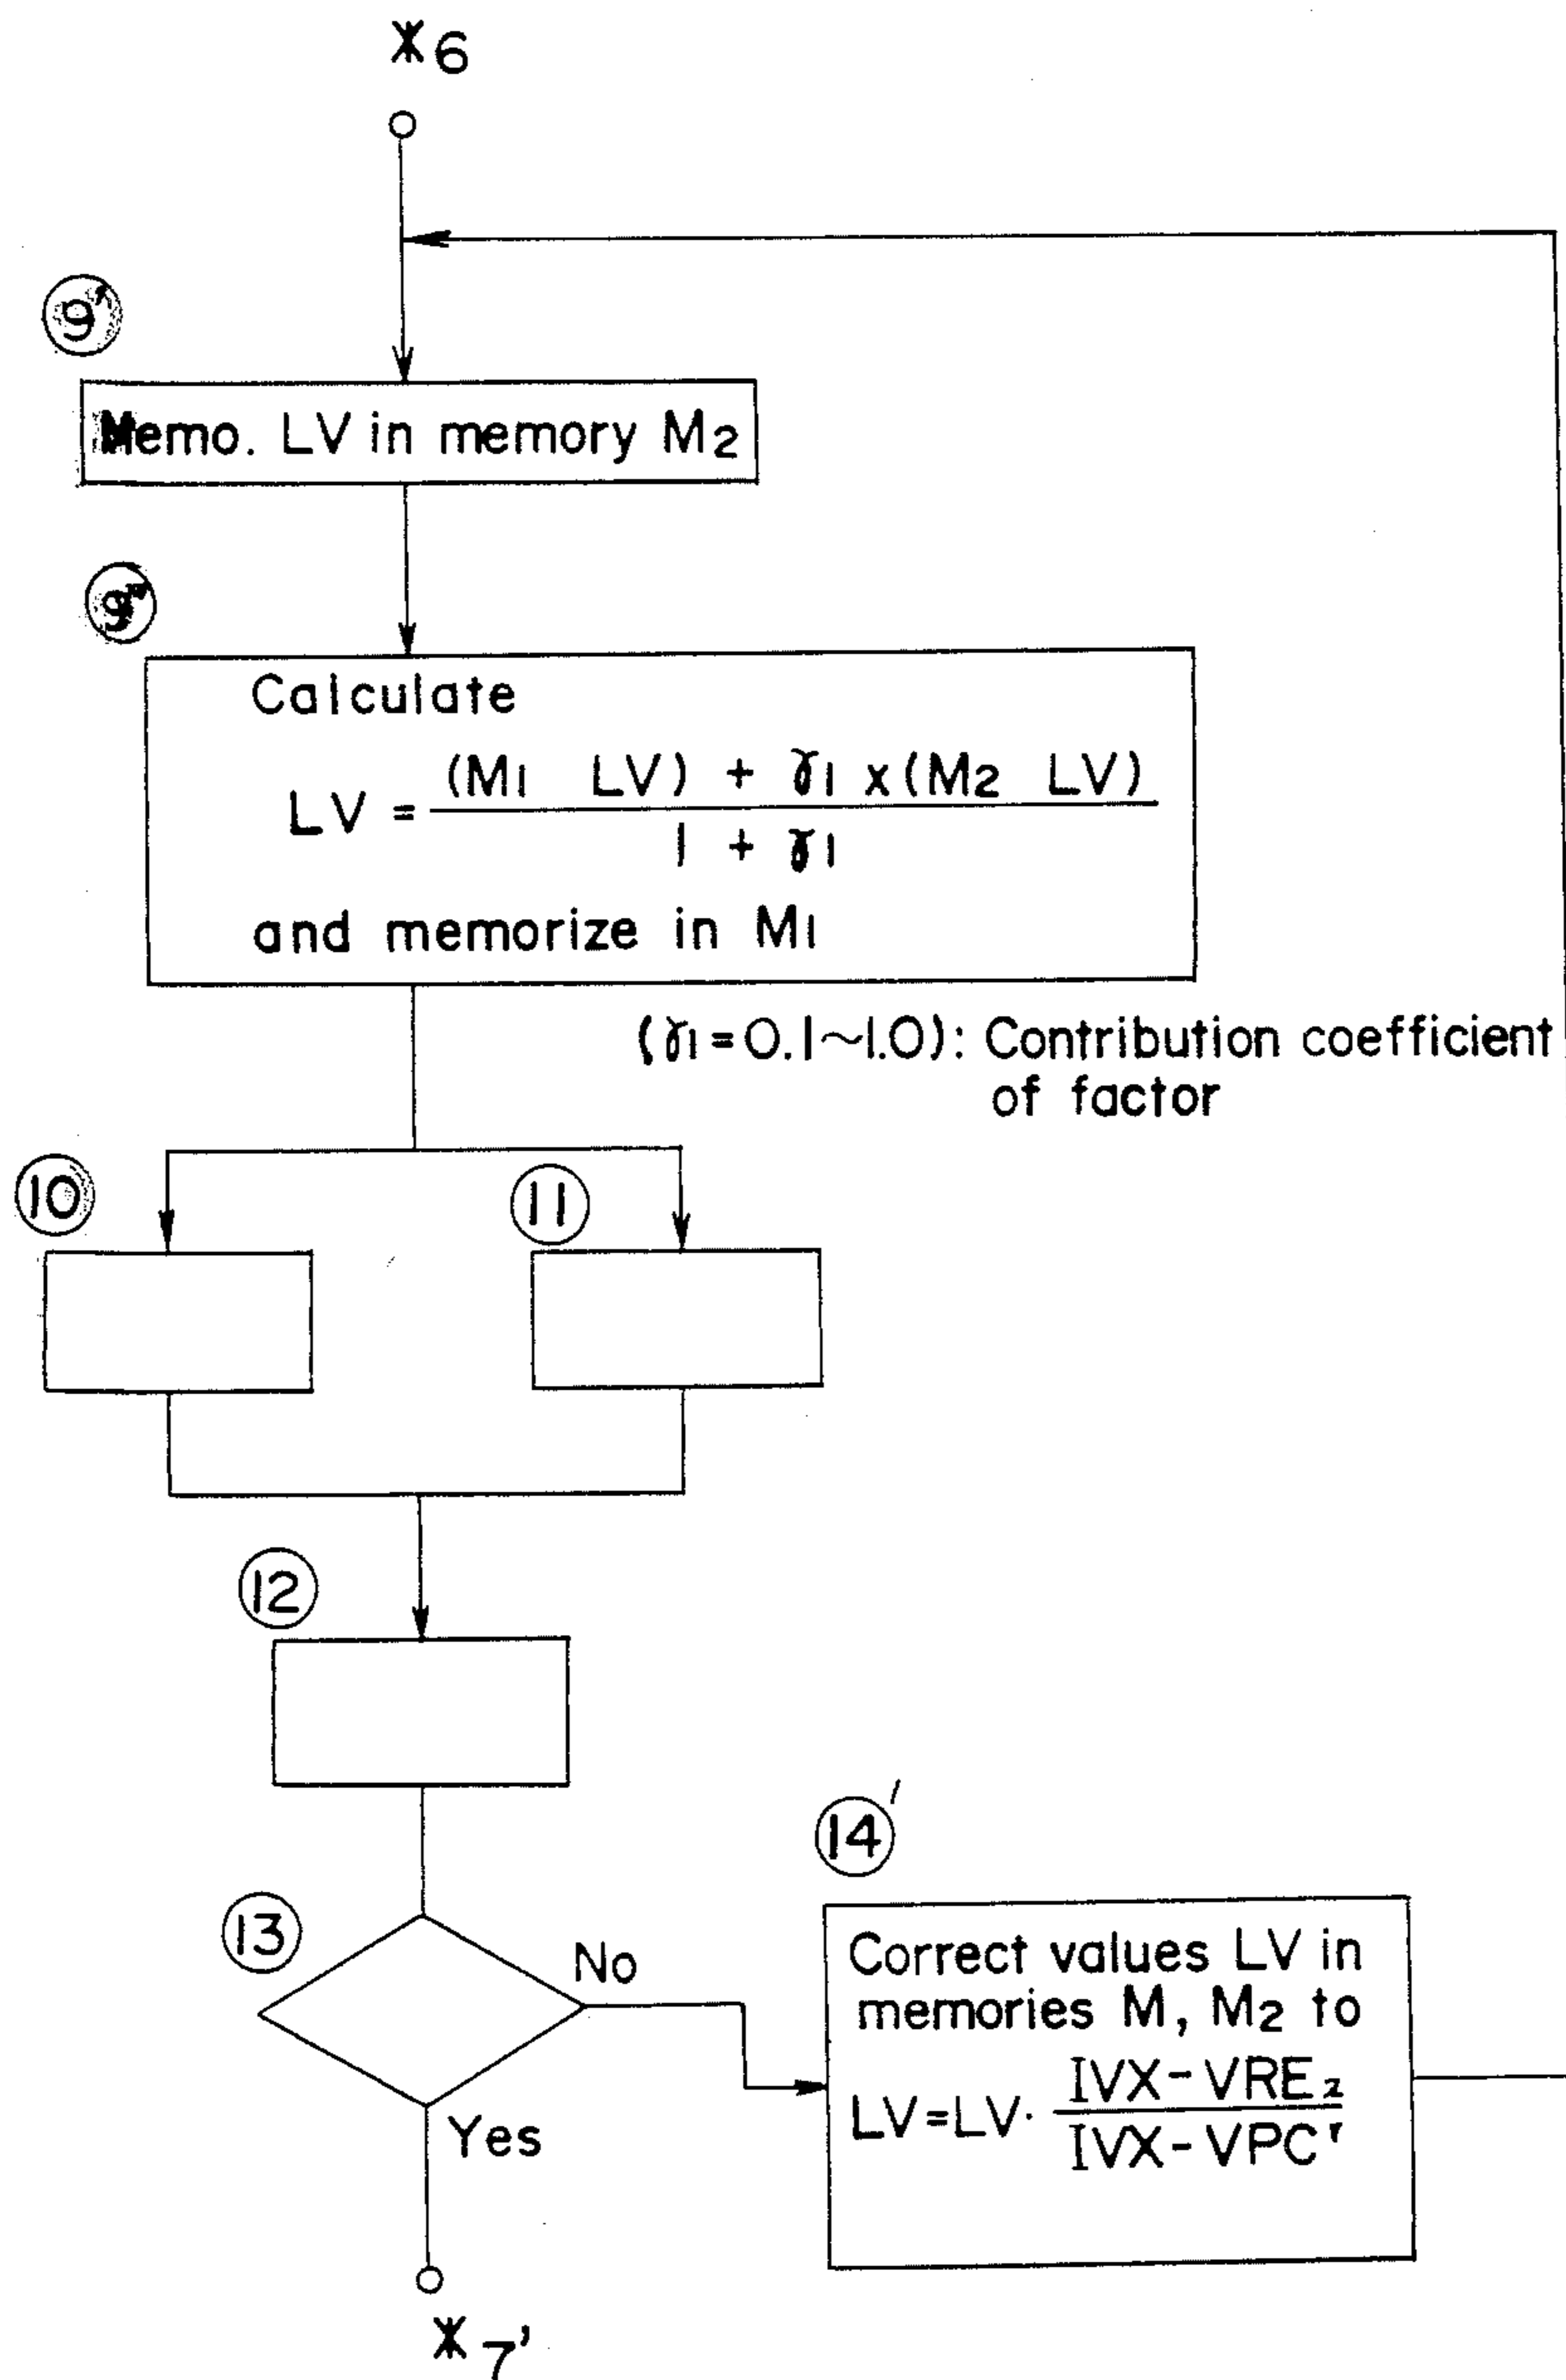 *6
9'
Memo. LV in memory M2
9"
Calculate
LV = (M1 LV) + γ1 x (M2 LV)
1 + γ1
and memorize in M1
(γ1 = 0.1~1.0): Contribution coefficient
of factor
10
11
12
13
No
Yes
14'
Correct values LV in
memories M, M2 to
LV=LV· IVX-VRE2
IVX-VPC'
*7'